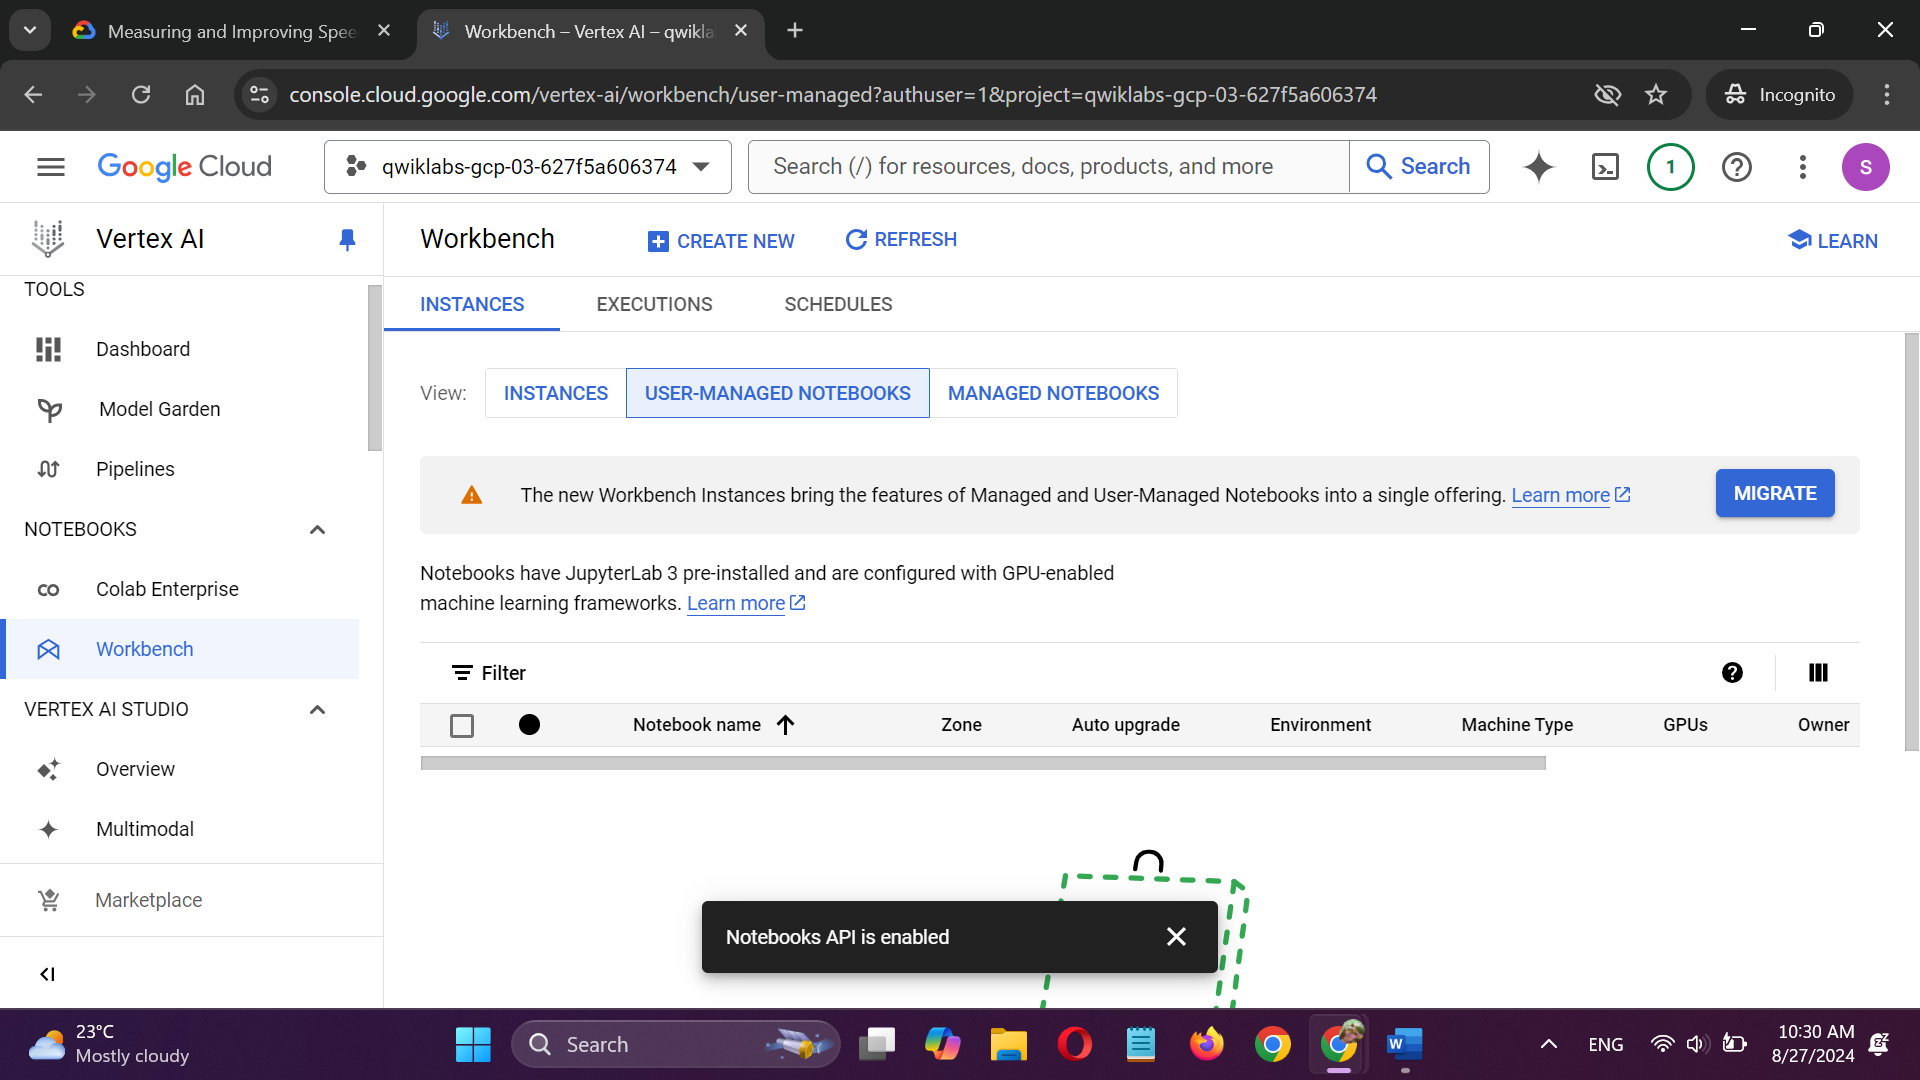 Measuring and Improving Spee
Workbench – Vertex AI – qwikla
console.cloud.google.com/vertex-ai/workbench/user-managed?authuser=1&project=qwiklabs-gcp-03-627f5a606374
Incognito
Google Cloud
qwiklabs-gcp-03-627f5a606374
Search (/) for resources, docs, products, and more
Search
1
S
Vertex AI
Workbench
CREATE NEW
REFRESH
LEARN
TOOLS
Dashboard
Model Garden
Pipelines
NOTEBOOKS
Colab Enterprise
Workbench
VERTEX AI STUDIO
Overview
Multimodal
Marketplace
INSTANCES
EXECUTIONS
SCHEDULES
View:
INSTANCES
USER-MANAGED NOTEBOOKS
MANAGED NOTEBOOKS
The new Workbench Instances bring the features of Managed and User-Managed Notebooks into a single offering. Learn more
MIGRATE
Notebooks have JupyterLab 3 pre-installed and are configured with GPU-enabled
machine learning frameworks. Learn more
Filter
Notebook name
Zone
Auto upgrade
Environment
Machine Type
GPUs
Owner
Notebooks API is enabled
23°C
Mostly cloudy
Search
ENG
10:30 AM
8/27/2024